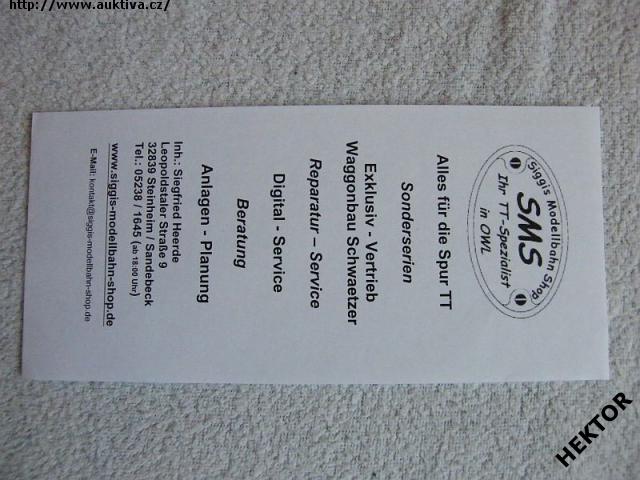 http://www.auktiva.cz/
Siggis Modellbahn Shop
SMS
Ihr TT-Spezialist
in OWL
Alles für die Spur TT
Sonderserien
Exklusiv - Vertrieb
Waggonbau Schwaetzer
Reparatur – Service
Digital - Service
Beratung
Anlagen - Planung
Inh.: Siegfried Heerde
Leopoldstaler Straße 9
32839 Steinheim / Sandebeck
Tel.: 05238 / 1645 (ab 18:00 Uhr)
www.siggis-modellbahn-shop.de
E-Mail: kontakt@siggis-modellbahn-shop.de
HEKTOR